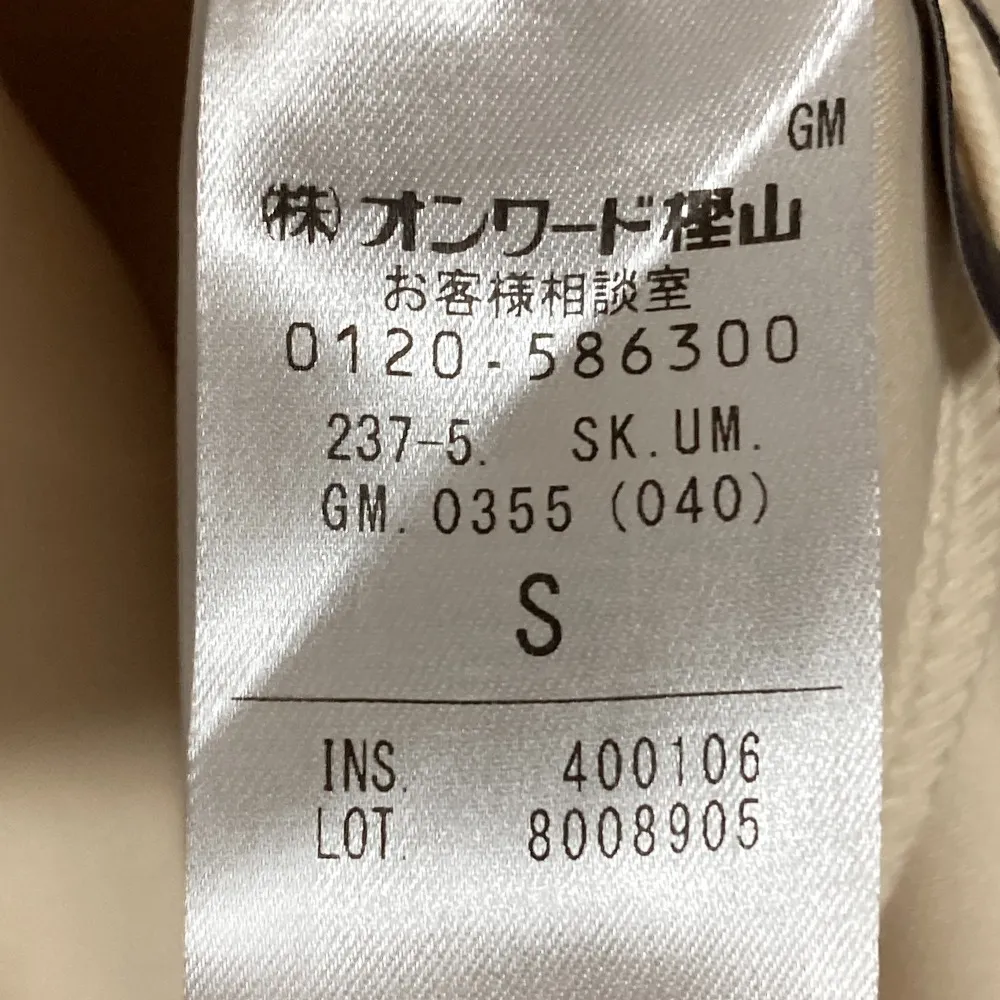 GM
㈱オンワード樫山
お客様相談室
0120-586300
237-5. SK.UM.
GM.0355(040)
S
INS. 400106
LOT. 8008905